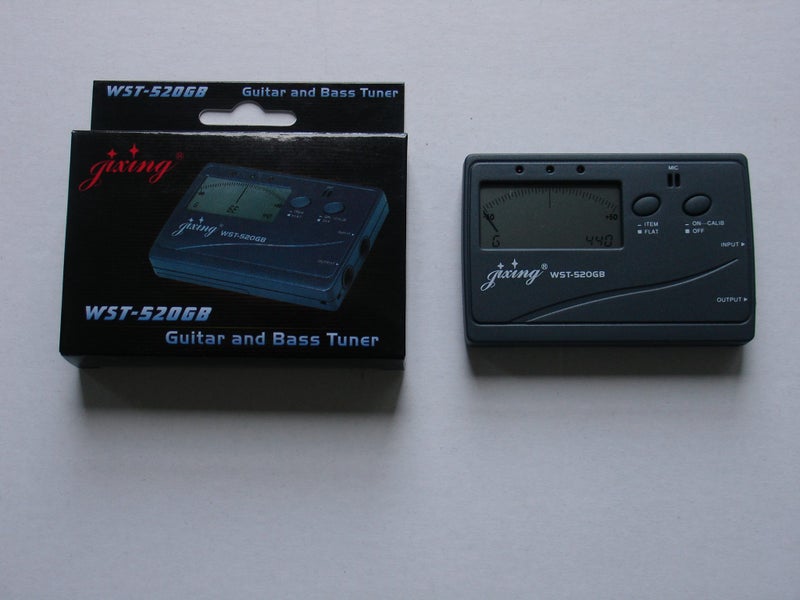 WST-520GB Guitar and Bass Tuner
jixing®
jixing® WST-520GB
WST-520GB
Guitar and Bass Tuner
MIC
+50
G 440
ITEM
FLAT
ON-CALIB
OFF
INPUT
OUTPUT
jixing® WST-520GB